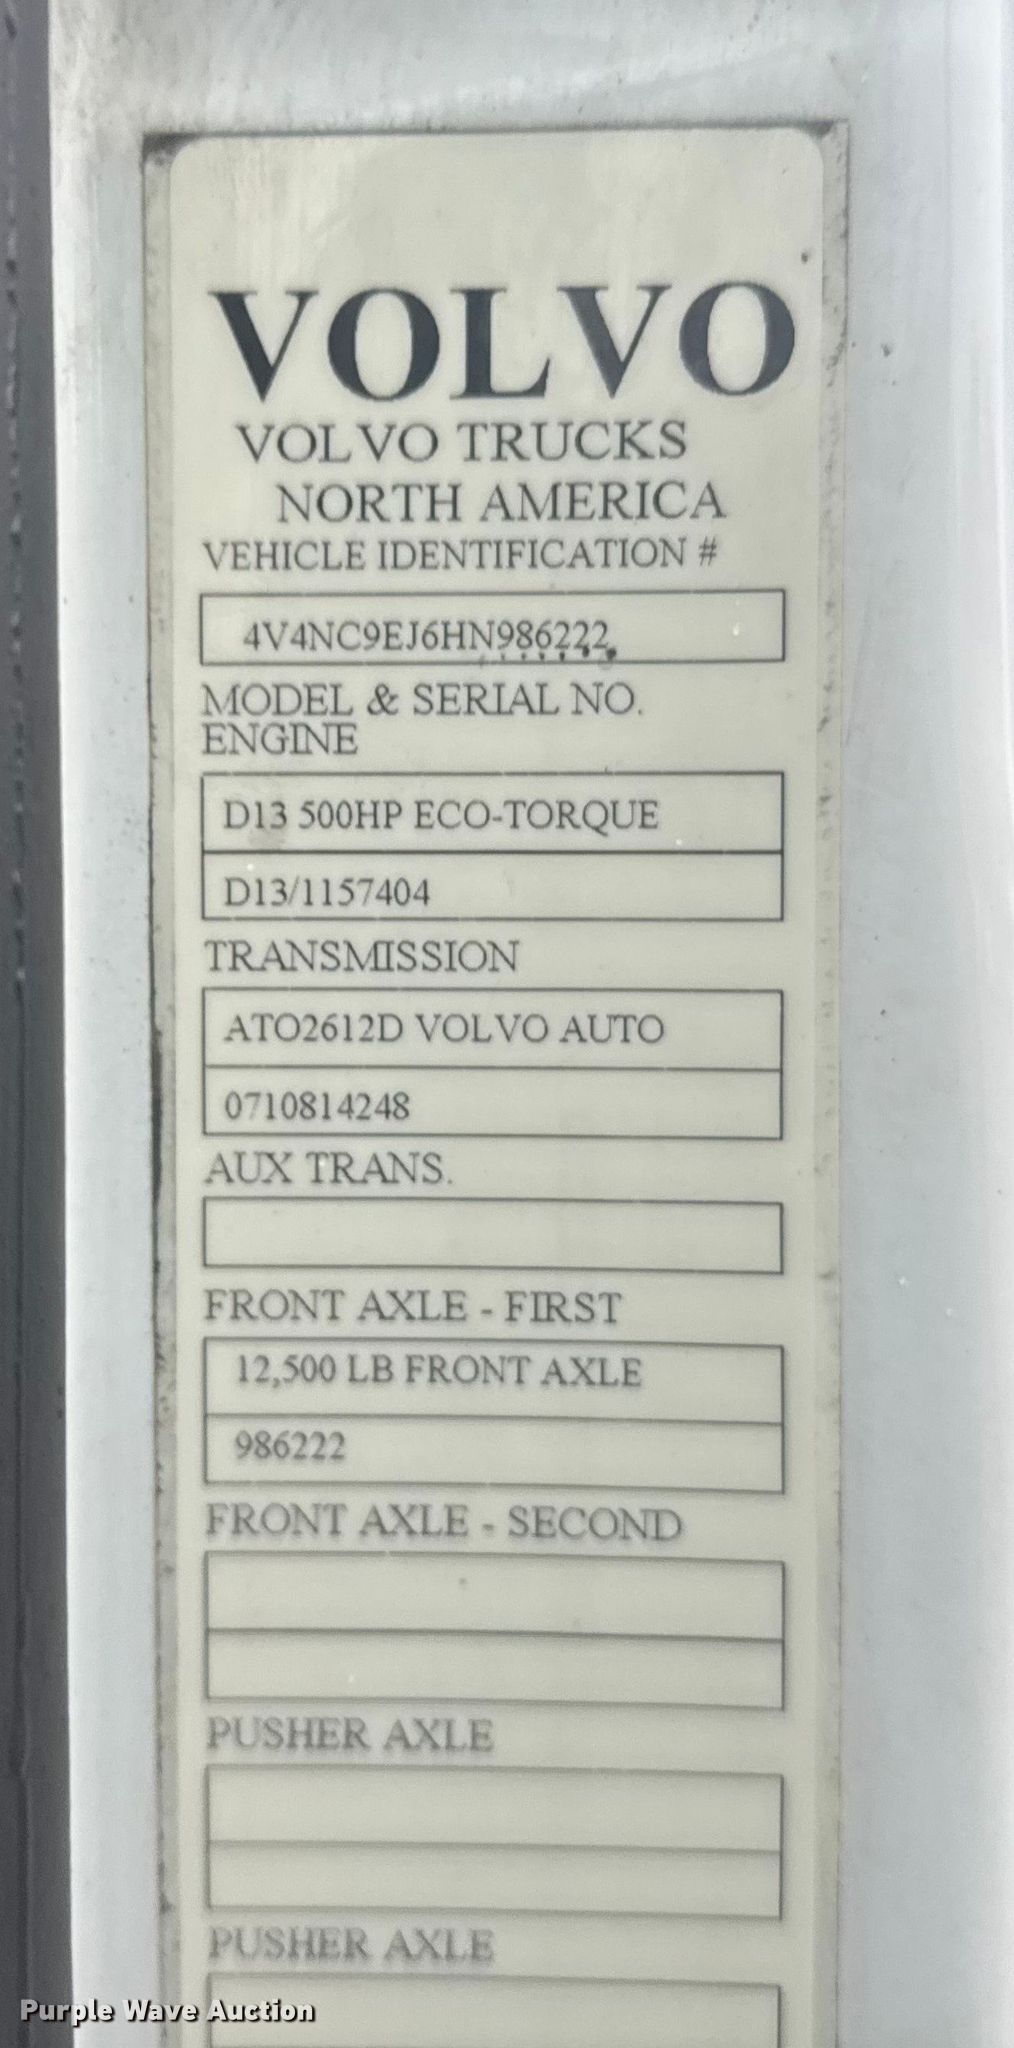 VOLVO
VOLVO TRUCKS
NORTH AMERICA
VEHICLE IDENTIFICATION #
4V4NC9EJ6HN986222
MODEL & SERIAL NO.
ENGINE
D13 500HP ECO-TORQUE
D13/1157404
TRANSMISSION
ATO2612D VOLVO AUTO
0710814248
AUX TRANS.
FRONT AXLE - FIRST
12,500 LB FRONT AXLE
986222
FRONT AXLE - SECOND
PUSHER AXLE
PUSHER AXLE
Purple Wave Auction